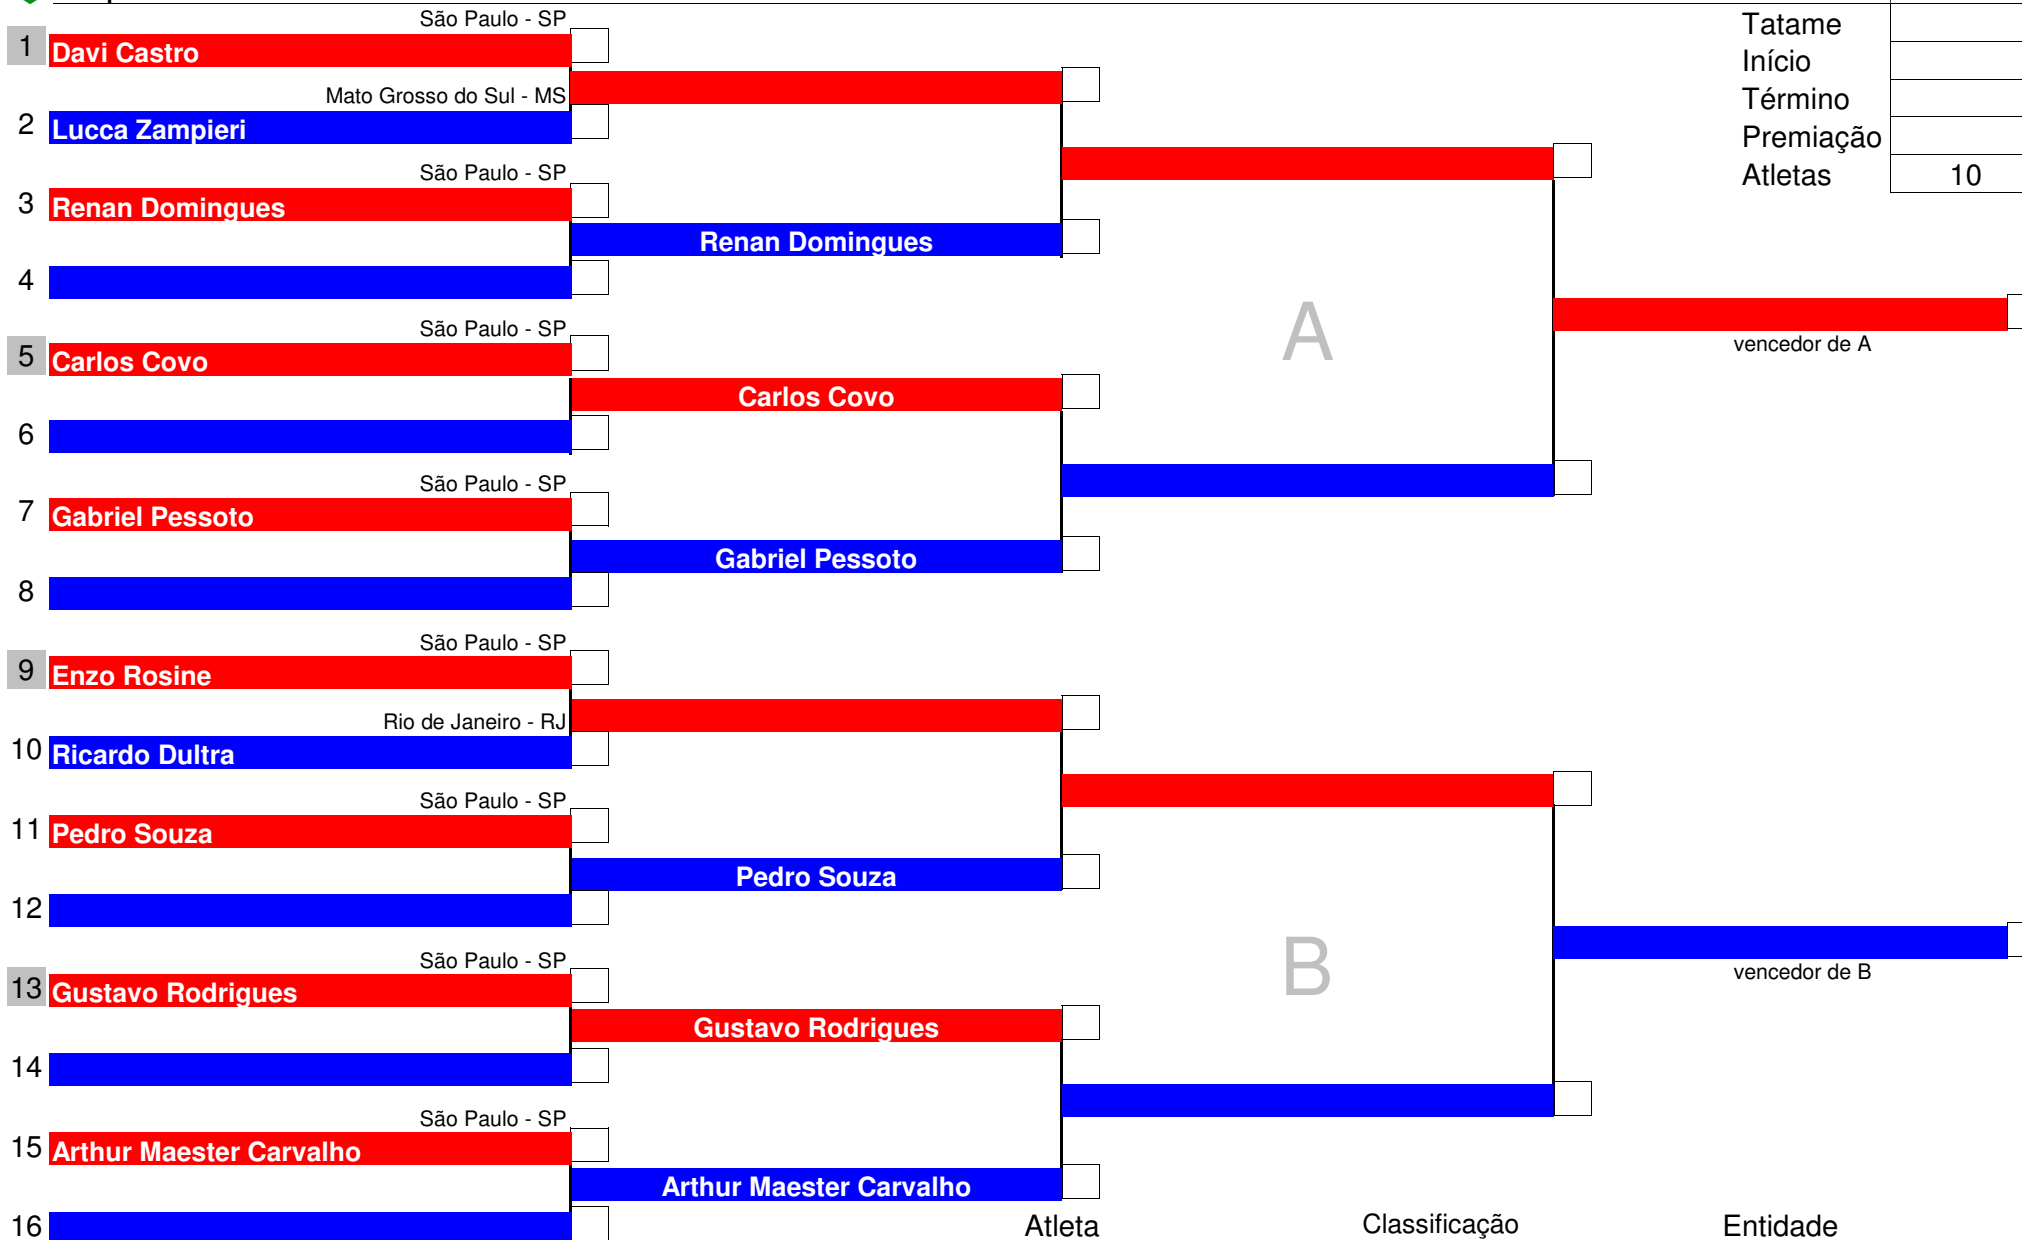 São Paulo - SP
1 Davi Castro
Mato Grosso do Sul - MS
2 Lucca Zampieri
São Paulo - SP
3 Renan Domingues
Renan Domingues
4
São Paulo - SP
5 Carlos Covo
Carlos Covo
6
São Paulo - SP
7 Gabriel Pessoto
Gabriel Pessoto
8
São Paulo - SP
9 Enzo Rosine
Rio de Janeiro - RJ
10 Ricardo Dultra
São Paulo - SP
11 Pedro Souza
Pedro Souza
12
São Paulo - SP
13 Gustavo Rodrigues
Gustavo Rodrigues
14
São Paulo - SP
15 Arthur Maester Carvalho
Arthur Maester Carvalho
16
A
B
Tatame
Início
Término
Premiação
Atletas 10
vencedor de A
vencedor de B
Atleta Classificação Entidade